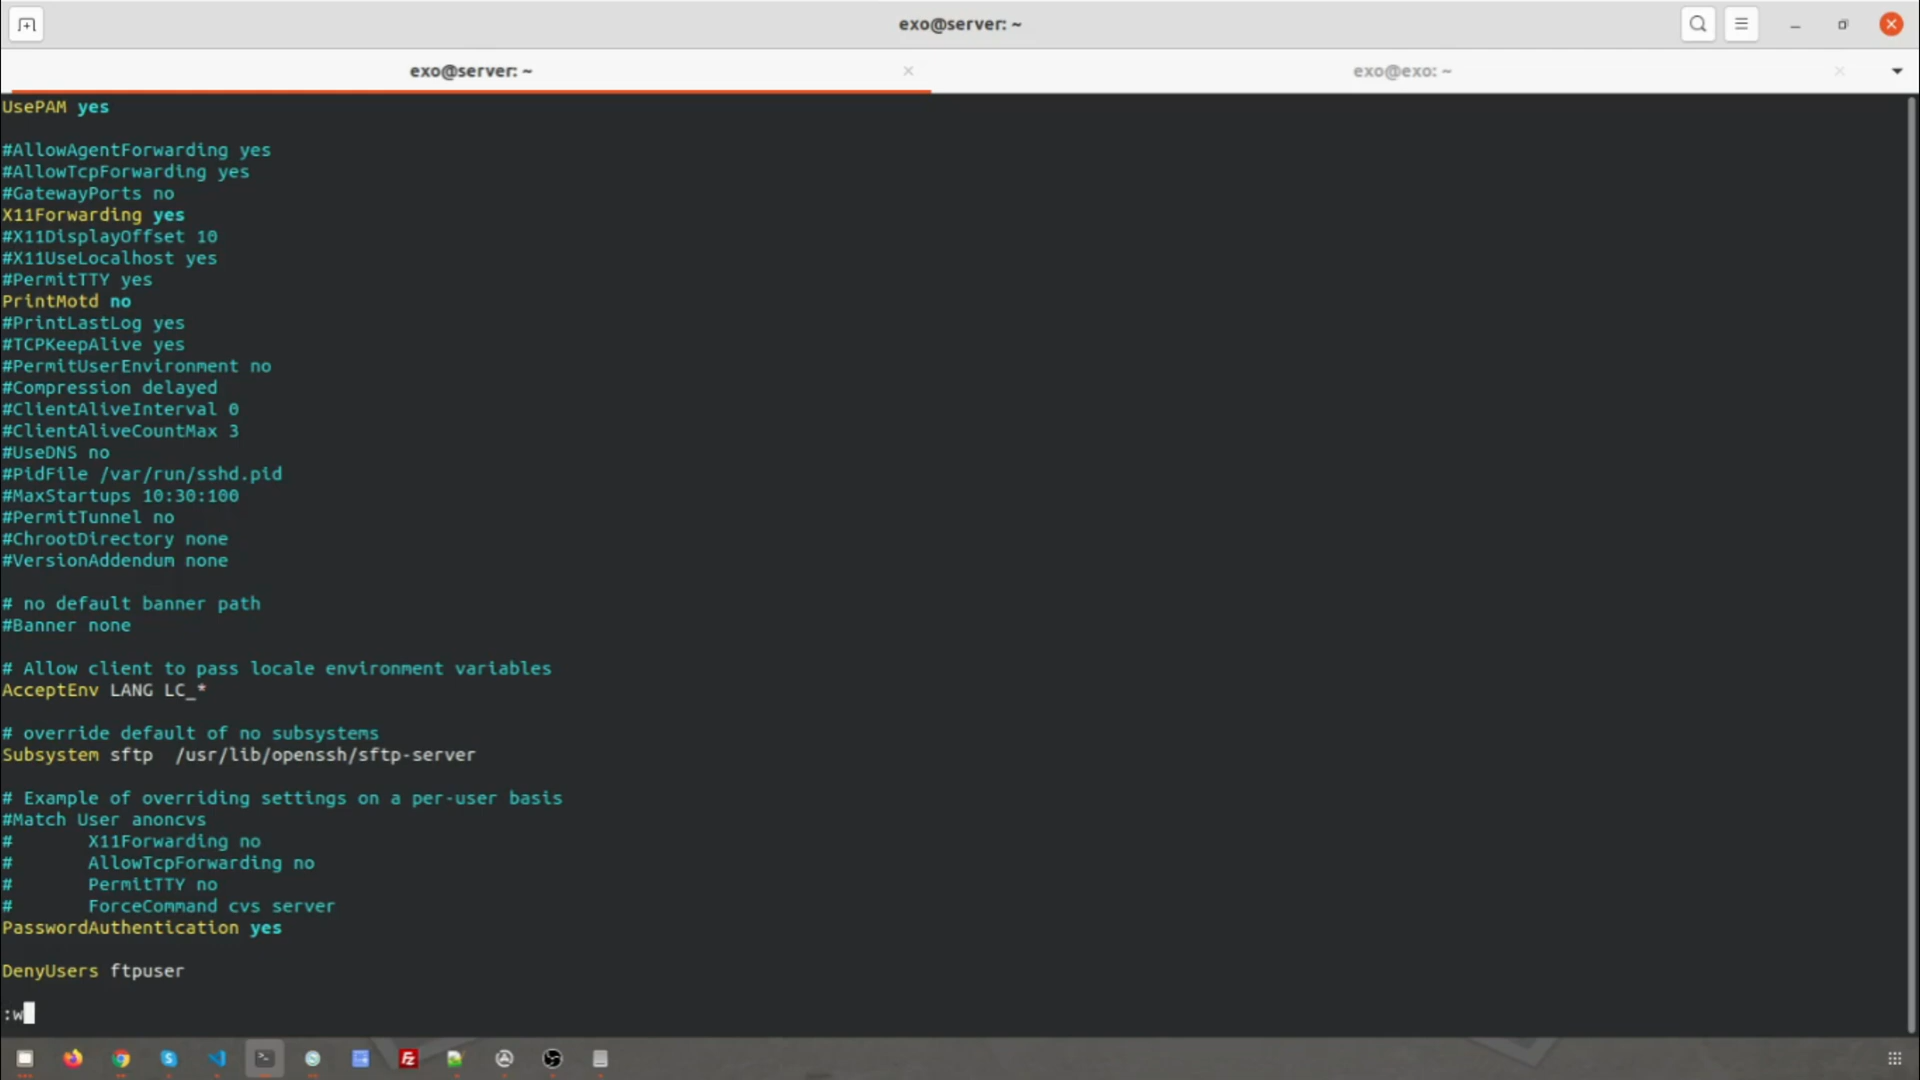 exo@server: ~
exo@server: ~
exo@exo: ~
UsePAM yes
#AllowAgentForwarding yes
#AllowTcpForwarding yes
#GatewayPorts no
X11Forwarding yes
#X11DisplayOffset 10
#X11UseLocalhost yes
#PermitTTY yes
PrintMotd no
#PrintLastLog yes
#TCPKeepAlive yes
#PermitUserEnvironment no
#Compression delayed
#ClientAliveInterval 0
#ClientAliveCountMax 3
#UseDNS no
#PidFile /var/run/sshd.pid
#MaxStartups 10:30:100
#PermitTunnel no
#ChrootDirectory none
#VersionAddendum none
# no default banner path
#Banner none
# Allow client to pass locale environment variables
AcceptEnv LANG LC_*
# override default of no subsystems
Subsystem sftp  /usr/lib/openssh/sftp-server
# Example of overriding settings on a per-user basis
#Match User anoncvs
#       X11Forwarding no
#       AllowTcpForwarding no
#       PermitTTY no
#       ForceCommand cvs server
PasswordAuthentication yes
DenyUsers ftpuser
:w
Fz